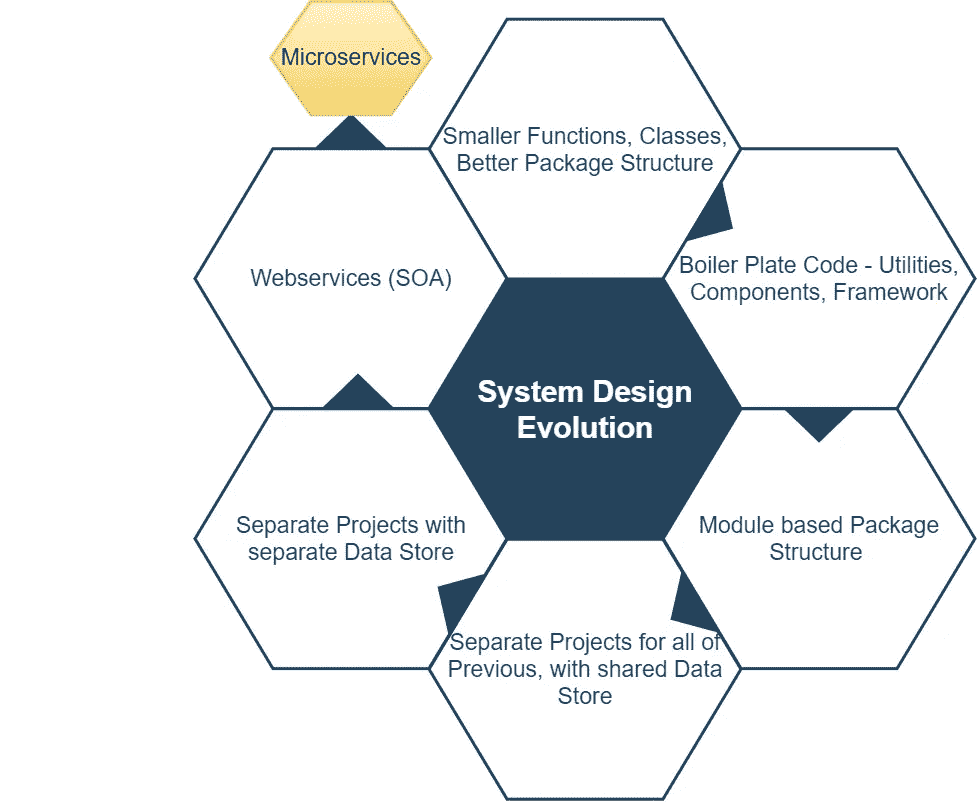 Microservices
Smaller Functions, Classes,
Better Package Structure
Boiler Plate Code - Utilities,
Components, Framework
Webservices (SOA)
System Design
Evolution
Module based Package
Structure
Separate Projects with
separate Data Store
Separate Projects for all of
Previous, with shared Data
Store